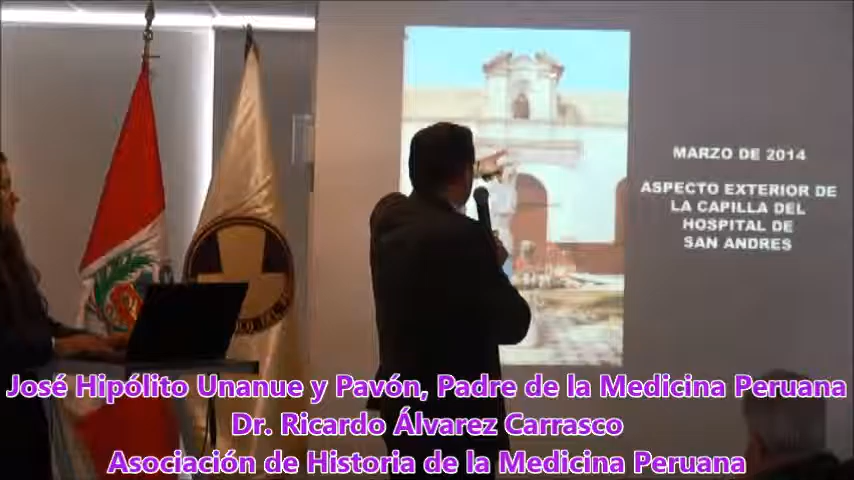 MARZO DE 2014
ASPECTO EXTERIOR DE
LA CAPILLA DEL
HOSPITAL DE
SAN ANDRES
José Hipólito Unanue y Pavón, Padre de la Medicina Peruana
Dr. Ricardo Álvarez Carrasco
Asociación de Historia de la Medicina Peruana